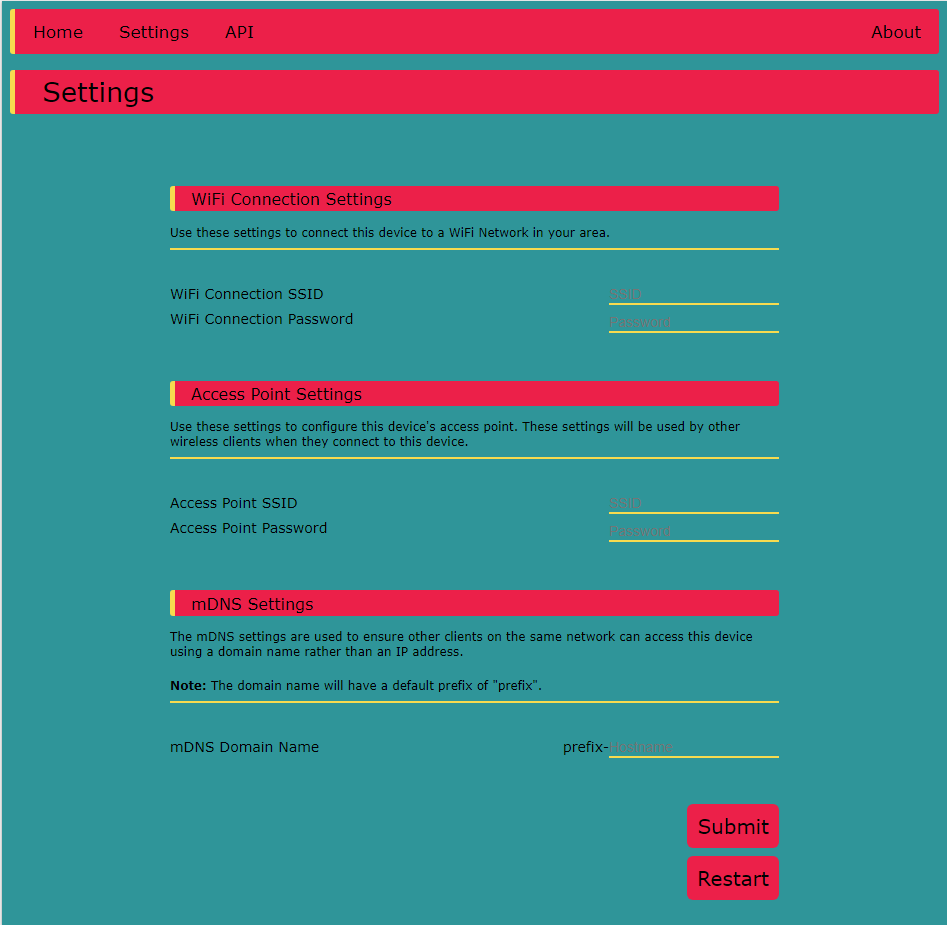 Home Settings API About
Settings
WiFi Connection Settings
Use these settings to connect this device to a WiFi Network in your area.
WiFi Connection SSID SSID
WiFi Connection Password Password
Access Point Settings
Use these settings to configure this device's access point. These settings will be used by other
wireless clients when they connect to this device.
Access Point SSID SSID
Access Point Password Password
mDNS Settings
The mDNS settings are used to ensure other clients on the same network can access this device
using a domain name rather than an IP address.
Note: The domain name will have a default prefix of "prefix".
mDNS Domain Name prefix-Hostname
Submit
Restart